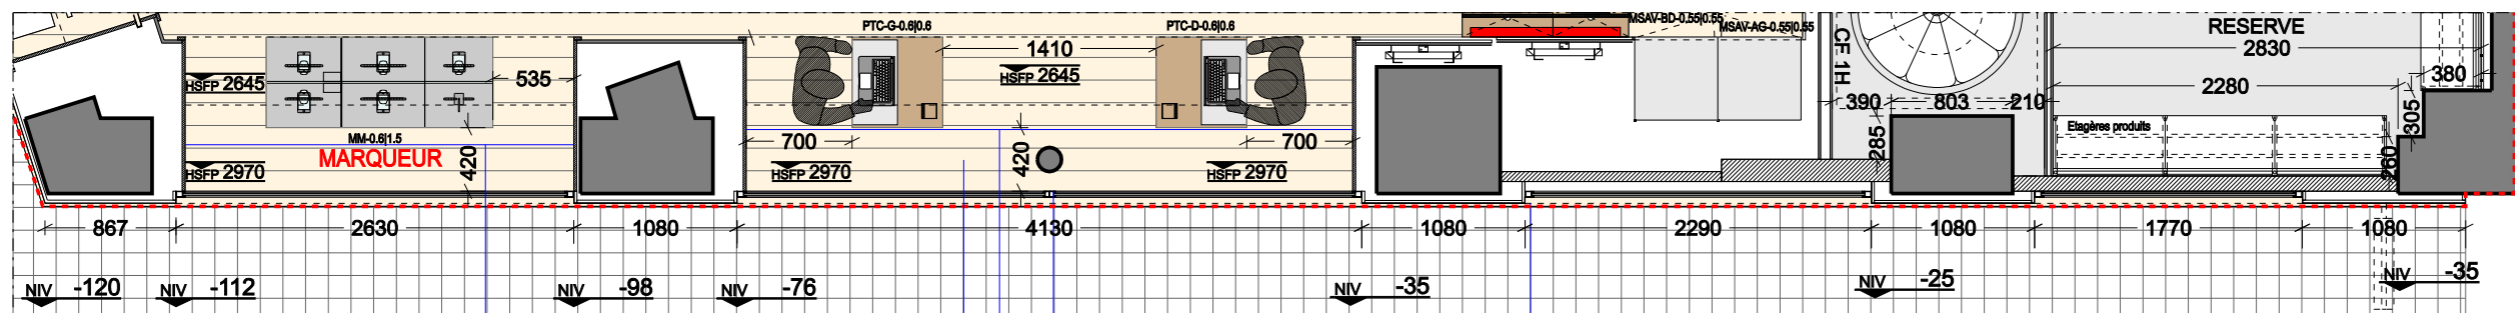 PTC-G-0.6|0.6
PTC-D-0.6|0.6
MSAV-BD-0.55|0.55
MSAV-AG-0.55|0.55
RESERVE
2830
1410
CF 1H
HSFP 2645
535
HSFP 2645
380
2280
390
803
210
305
Etagères produits
MM-0.6|1.5
MARQUEUR
420
700
420
700
285
260
HSFP 2970
HSFP 2970
HSFP 2970
867
2630
1080
4130
1080
2290
1080
1770
1080
NIV -120
NIV -112
NIV -98
NIV -76
NIV -35
NIV -25
NIV -35